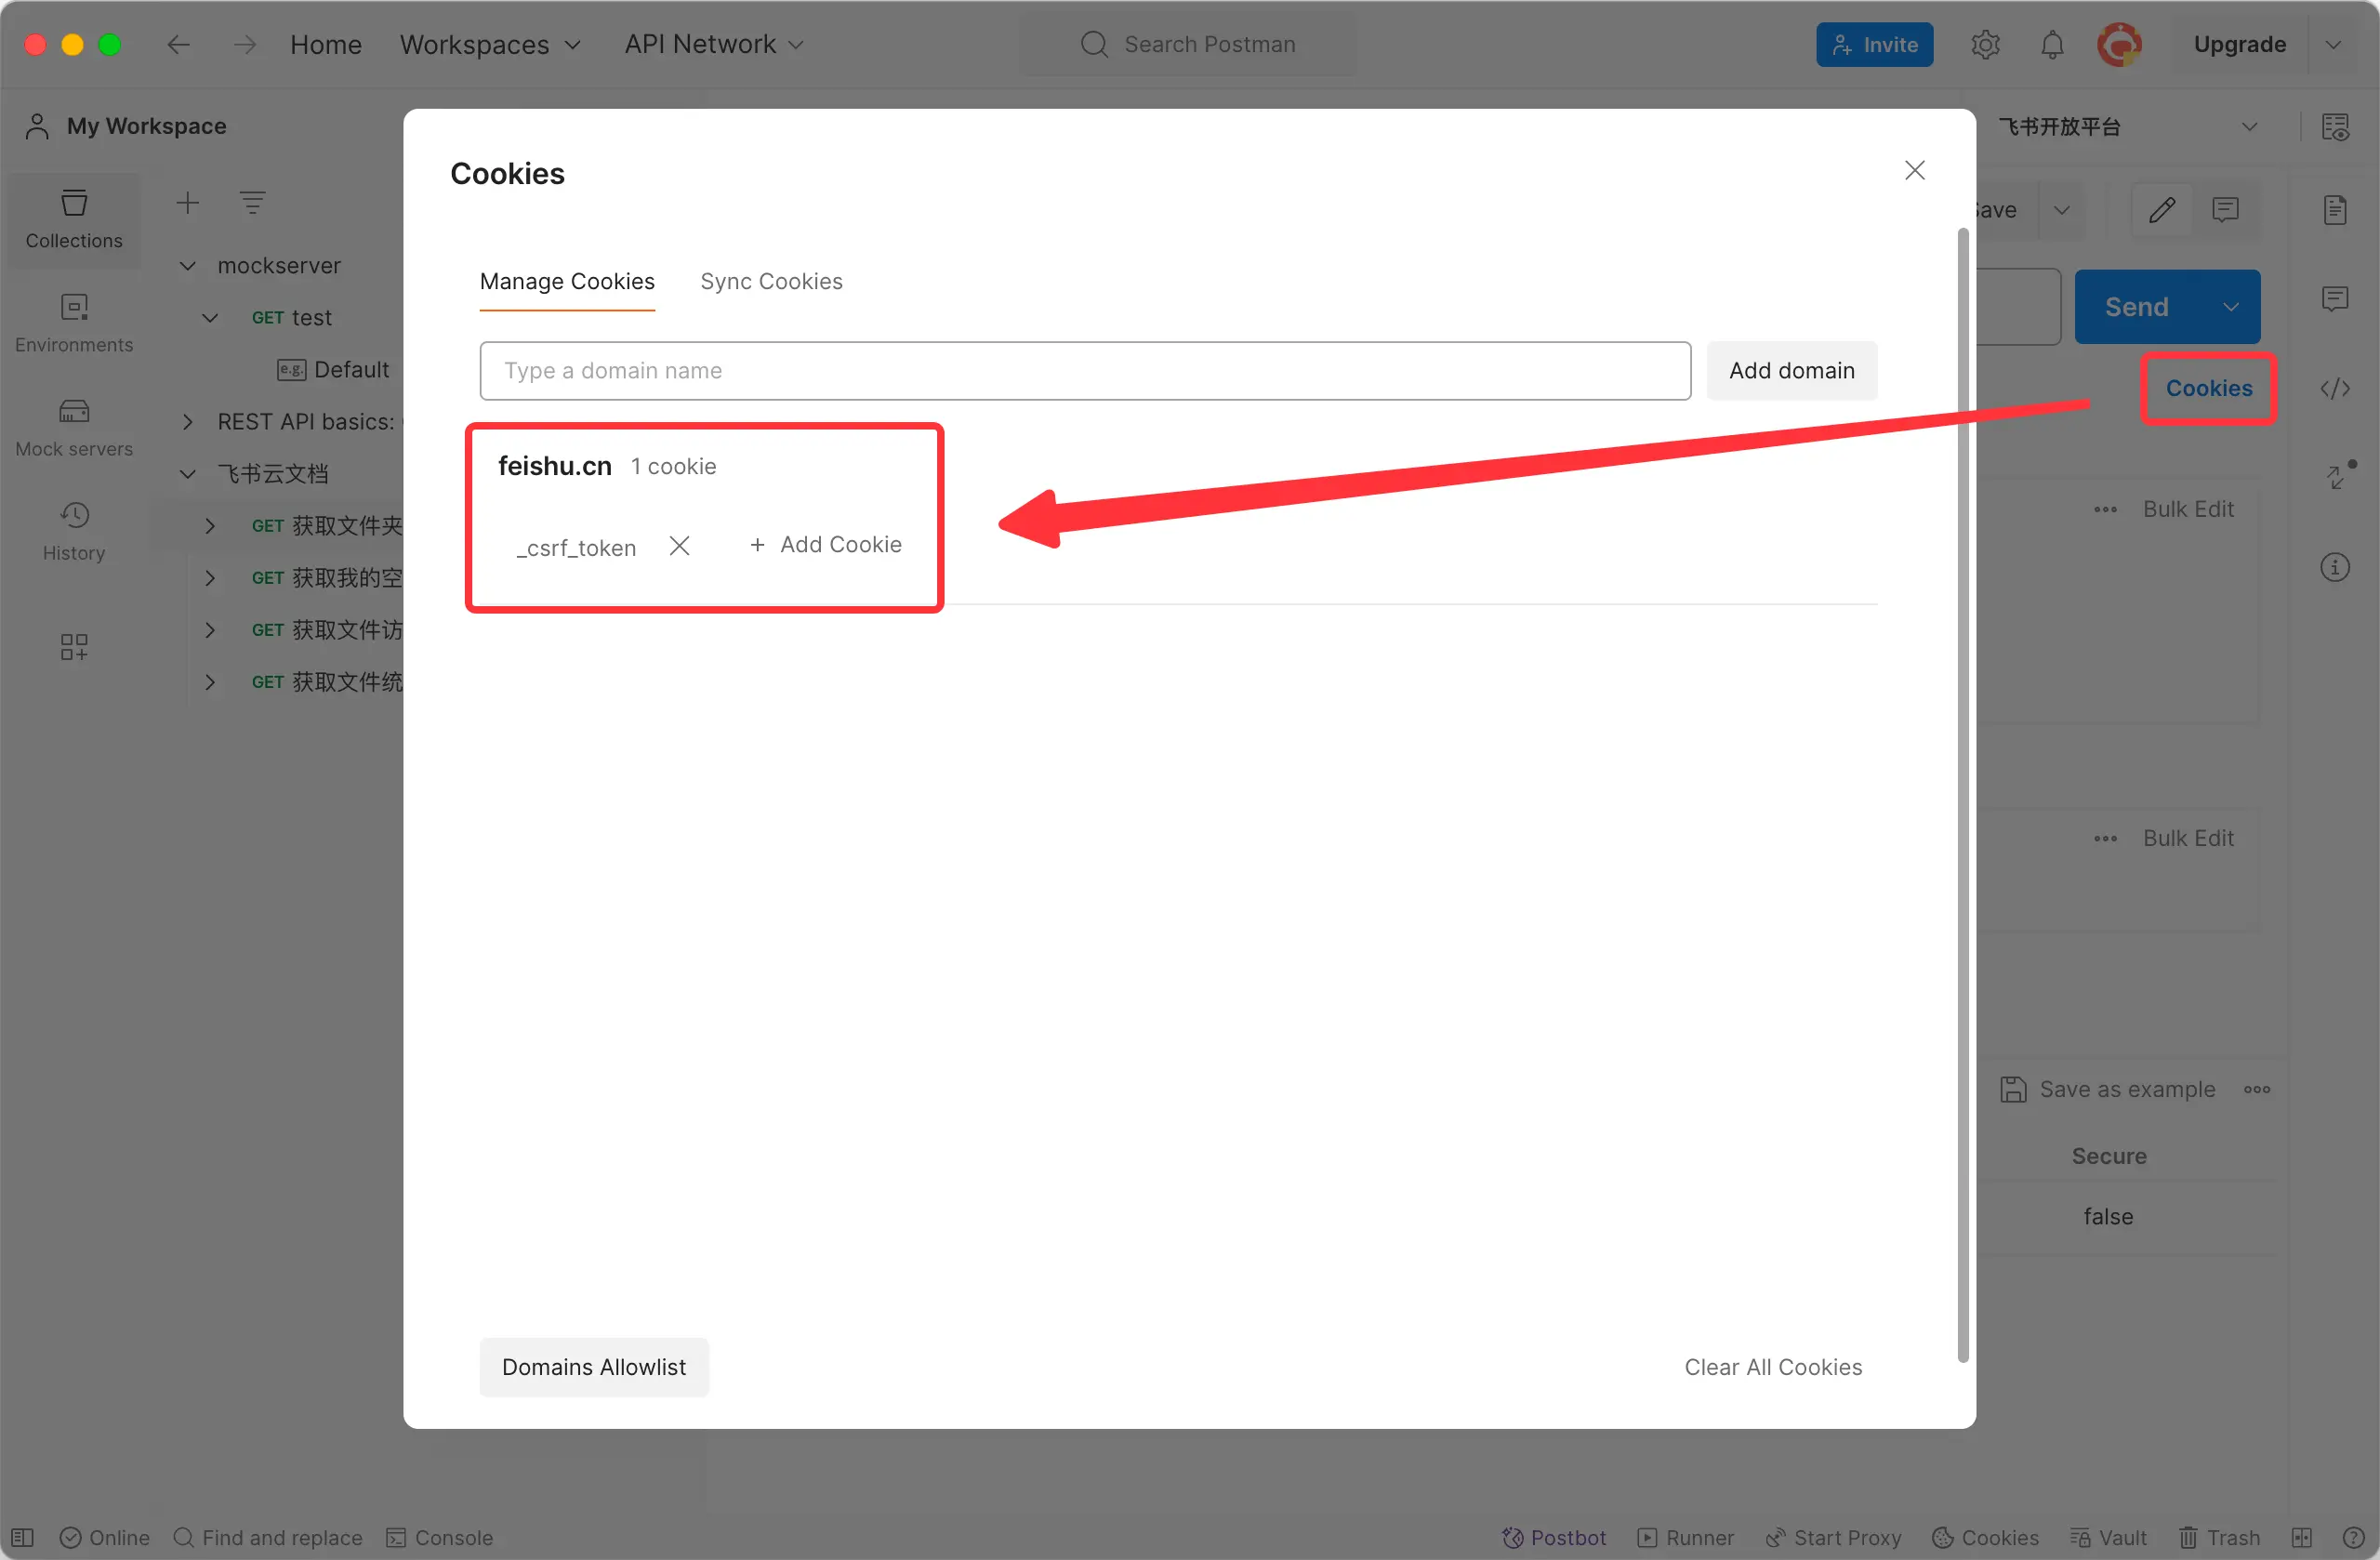 Home Workspaces API Network Search Postman Invite Upgrade
My Workspace
飞书开放平台
Collections
Environments
Mock servers
History
mockserver
GET test
e.g. Default
REST API basics:
飞书云文档
GET 获取文件夹
GET 获取我的空
GET 获取文件访
GET 获取文件统
Cookies
Manage Cookies Sync Cookies
Type a domain name Add domain
feishu.cn 1 cookie
_csrf_token + Add Cookie
Domains Allowlist Clear All Cookies
Send
Cookies
Bulk Edit
Bulk Edit
Save as example
Secure
false
Online Find and replace Console Postbot Runner Start Proxy Cookies Vault Trash